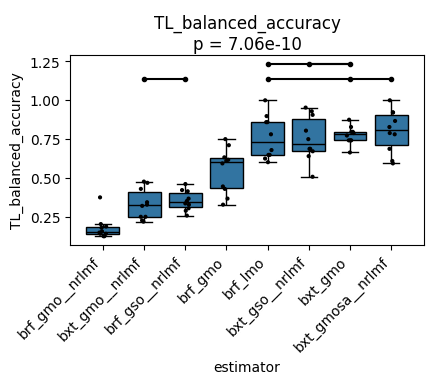 TL_balanced_accuracy
p = 7.06e-10
TL_balanced_accuracy
1.25
1.00
0.75
0.50
0.25
brf_gmo__nrlmf
bxt_gmo__nrlmf
brf_gso__nrlmf
brf_gmo
brf_lmo
bxt_gso__nrlmf
bxt_gmo
bxt_gmosa__nrlmf
estimator